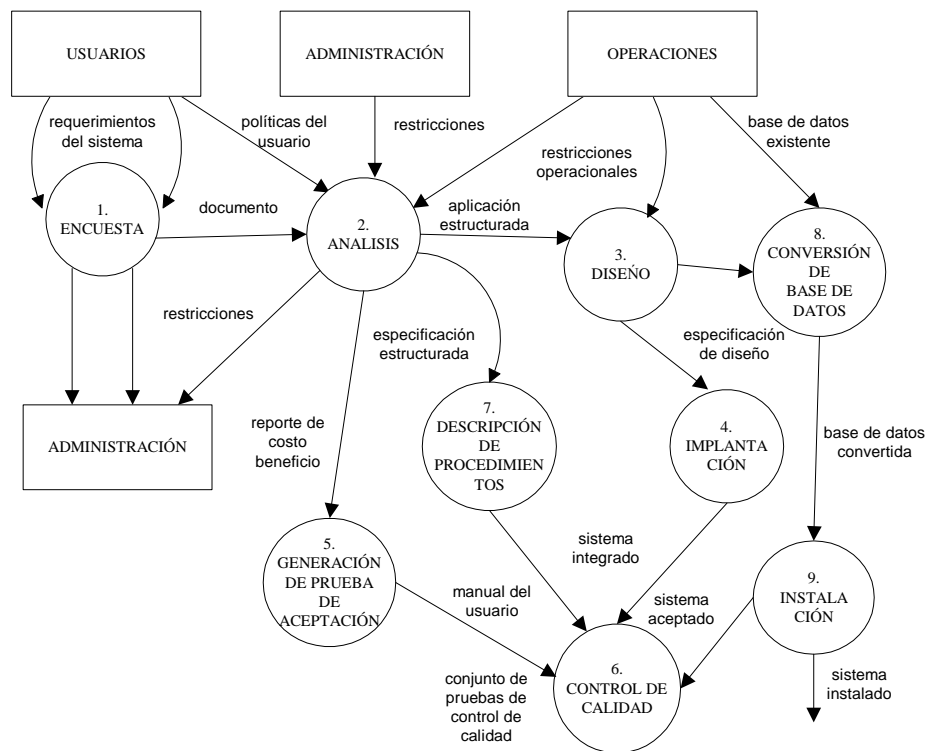 USUARIOS
ADMINISTRACIÓN
OPERACIONES
requerimientos
del sistema
políticas del
usuario
restricciones
restricciones
operacionales
base de datos
existente
1.
ENCUESTA
documento
2.
ANALISIS
aplicación
estructurada
3.
DISEÑO
8.
CONVERSIÓN
DE
BASE DE
DATOS
restricciones
especificación
estructurada
especificación
de diseño
ADMINISTRACIÓN
reporte de
costo
beneficio
7.
DESCRIPCIÓN
DE
PROCEDIMIEN
TOS
4.
IMPLANTA
CIÓN
base de datos
convertida
5.
GENERACIÓN
DE PRUEBA
DE
ACEPTACIÓN
manual del
usuario
sistema
integrado
sistema
aceptado
9.
INSTALA
CIÓN
conjunto de
pruebas de
control de
calidad
6.
CONTROL DE
CALIDAD
sistema
instalado